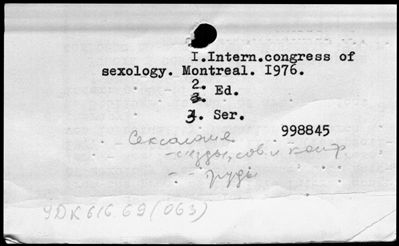 I.Intern.congress of
sexology. Montreal. I976.
2.
3. Ed.
3. Ser.
998845
Сексология
- съезды, сов. и конф.
- - труды
УДК 616.69 (063)